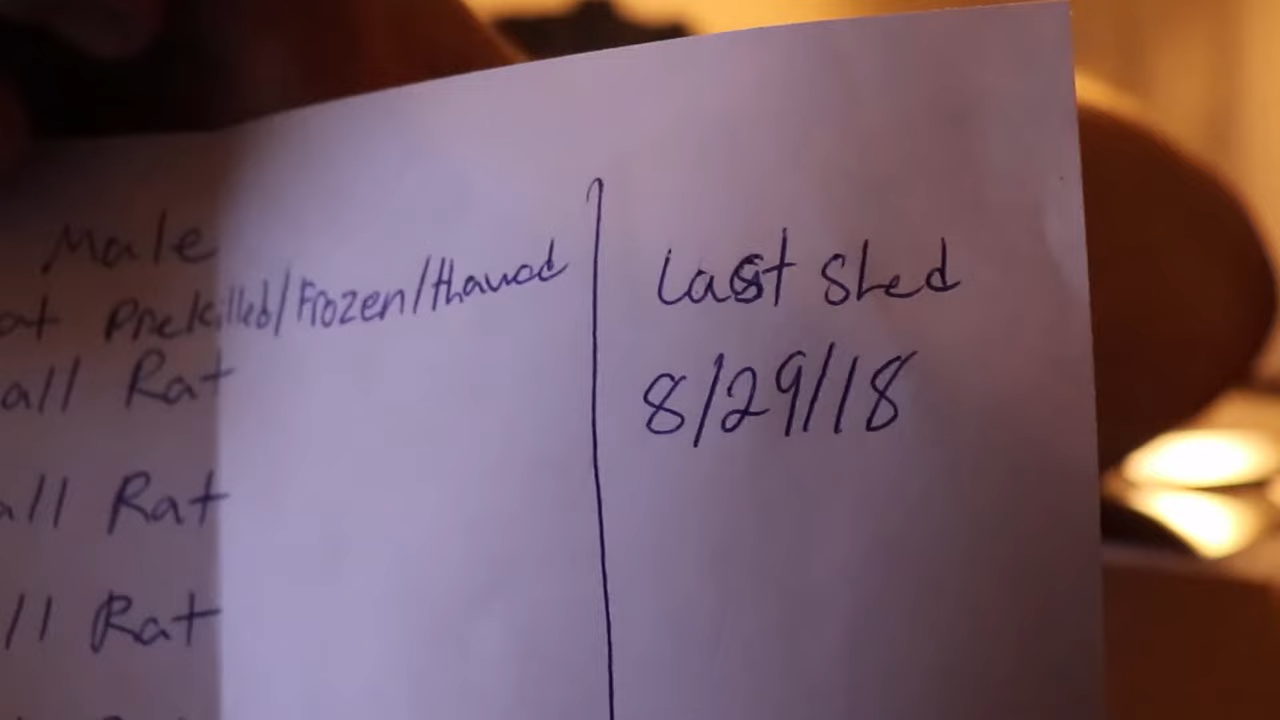 Male
at Prekilled/Frozen/thawed
all Rat
all Rat
ll Rat
Last Shed
8/29/18